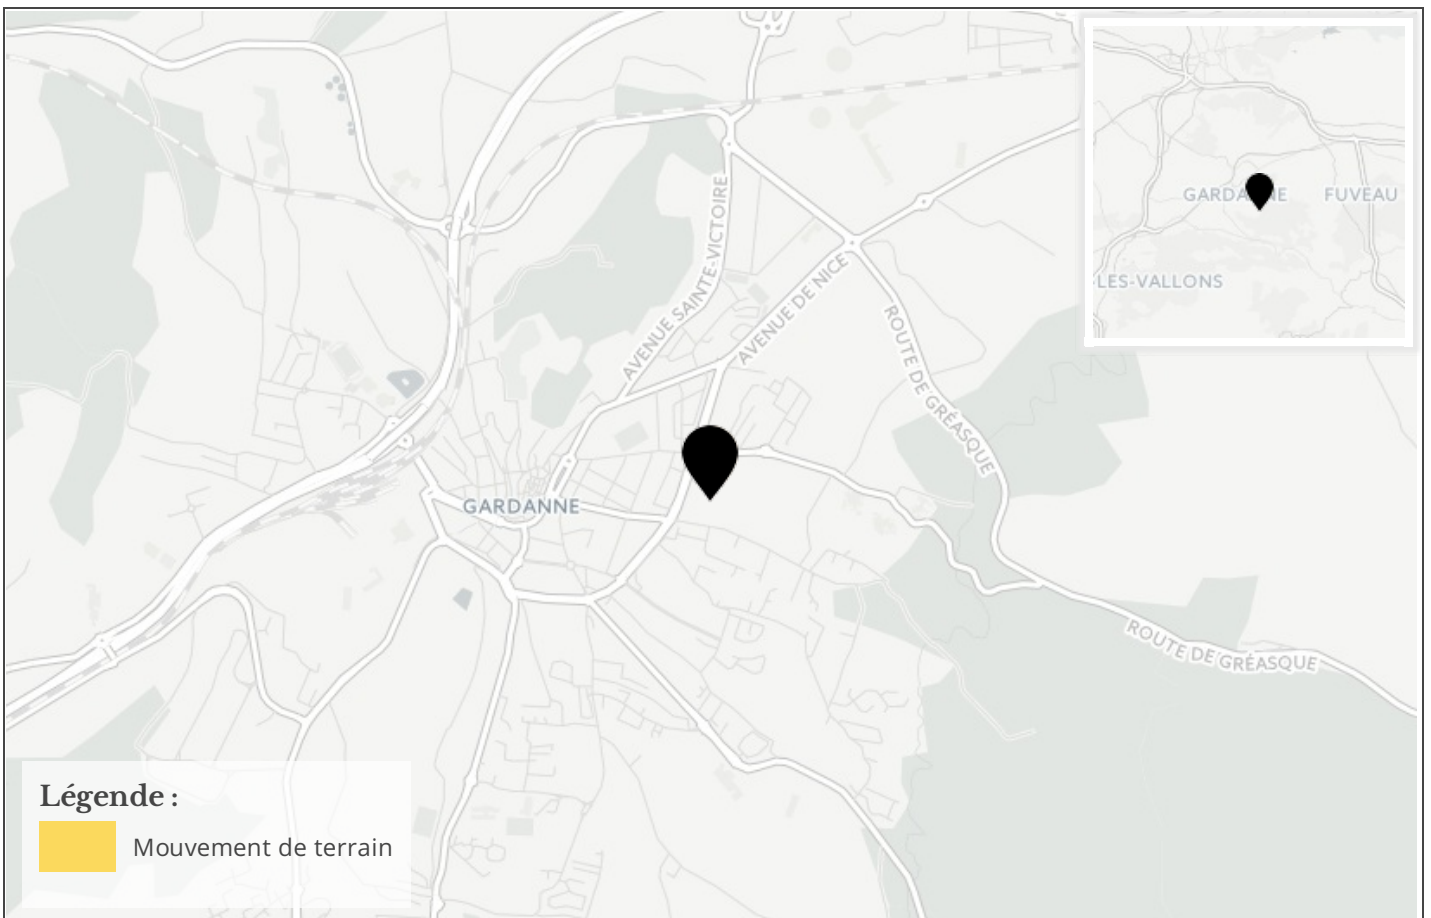 GARDANNE
FUVEAU
-LES-VALLONS
AVENUE SAINTE-VICTOIRE
AVENUE DE NICE
ROUTE DE GRÉASQUE
GARDANNE
ROUTE DE GRÉASQUE
Légende :
Mouvement de terrain